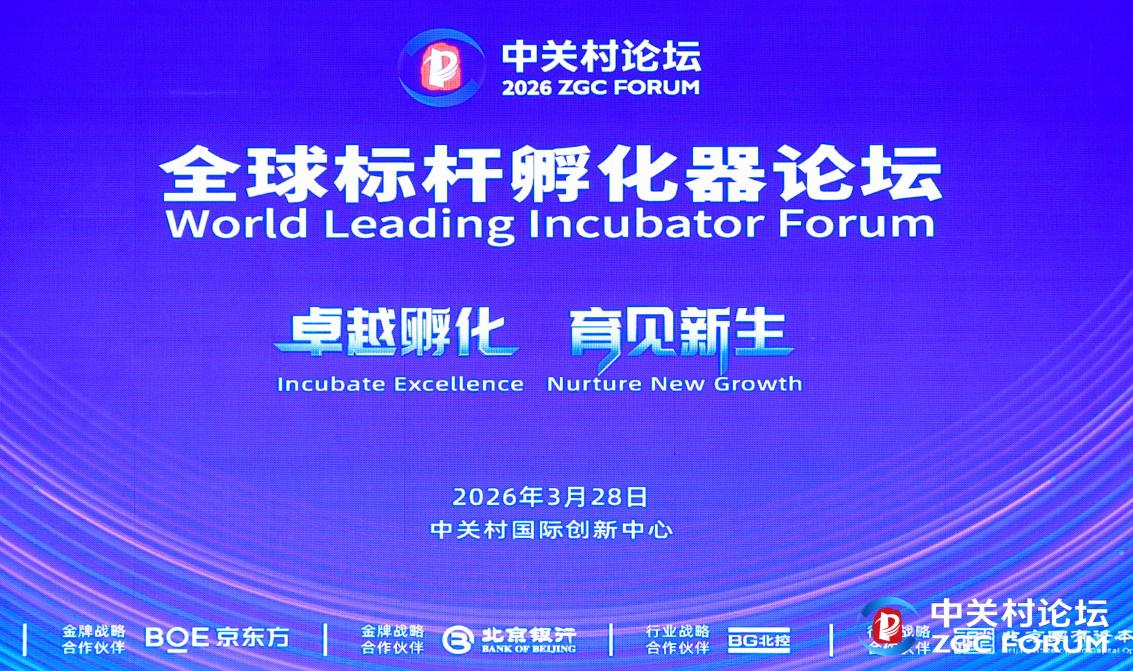 中关村论坛
2026 ZGC FORUM
全球标杆孵化器论坛
World Leading Incubator Forum
卓越孵化 育见新生
Incubate Excellence Nurture New Growth
2026年3月28日
中关村国际创新中心
金牌战略
合作伙伴
BOE 京东方
金牌战略
合作伙伴
北京银行
BANK OF BEIJING
行业战略
合作伙伴
BG北控
中关村论坛
ZGC FORUM